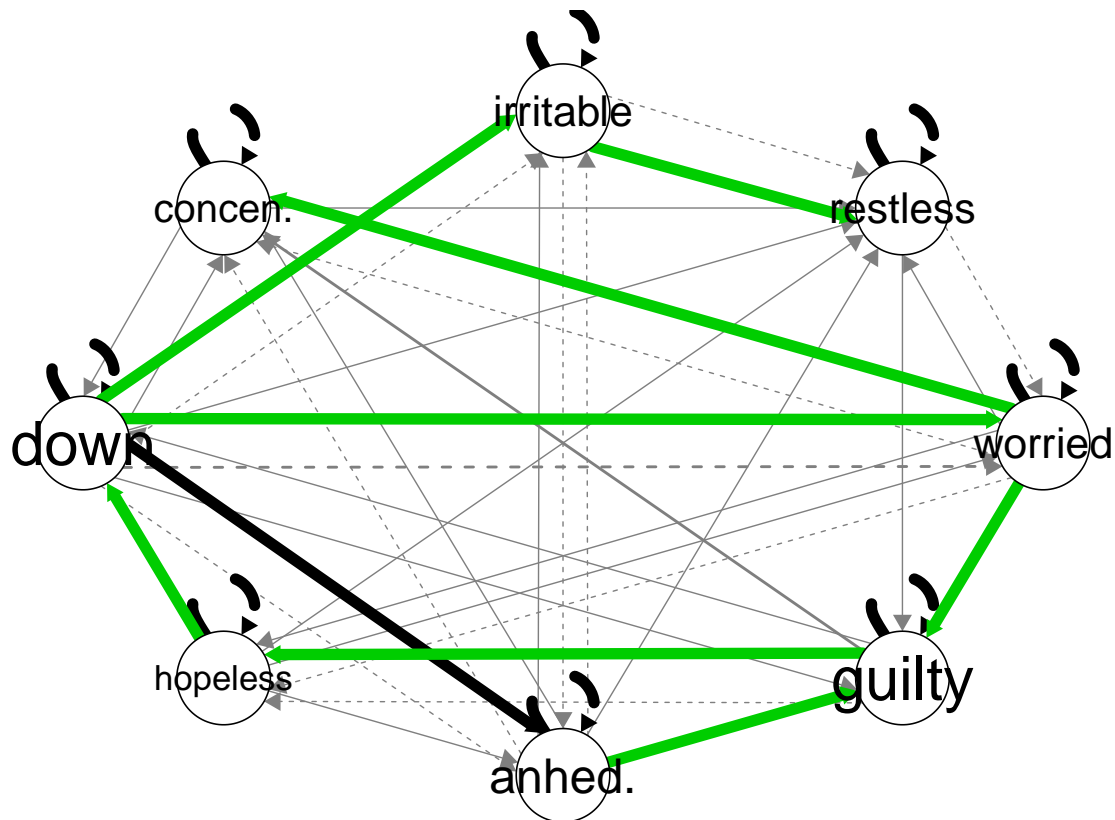 irritable
concen.
restless
down
worried
hopeless
guilty
anhed.